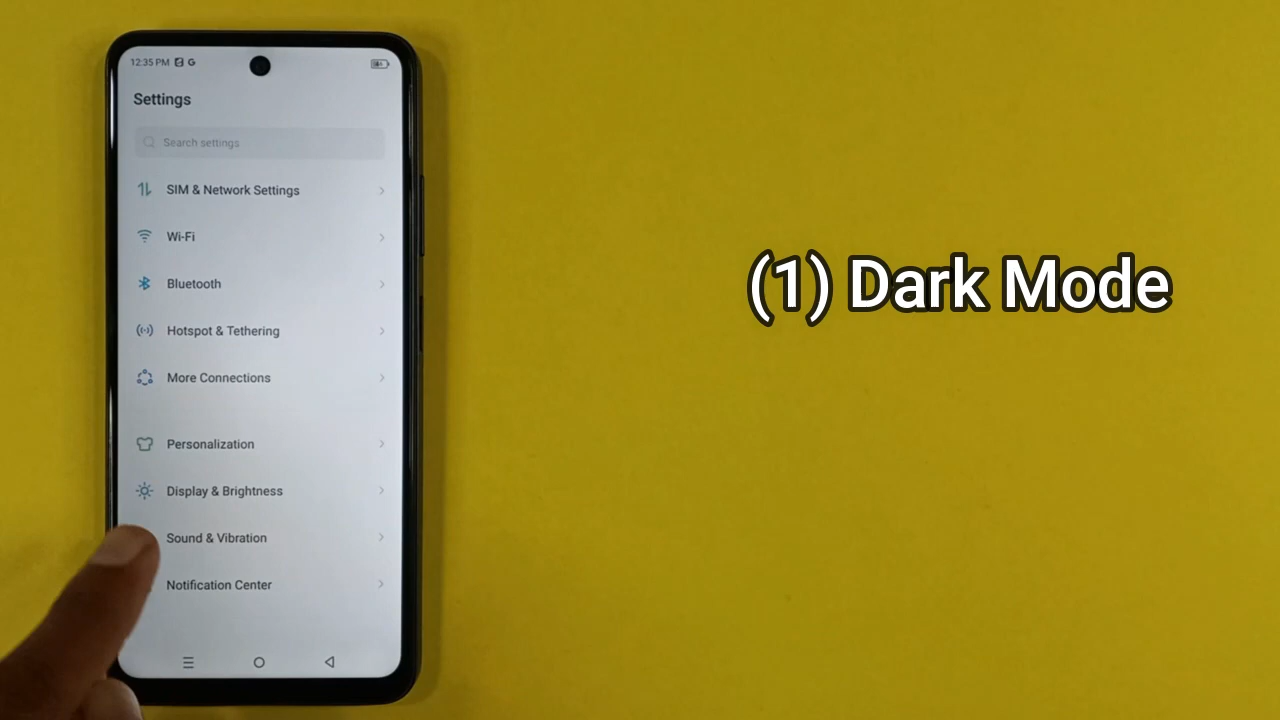 12:35 PM G
Settings
Search settings
SIM & Network Settings
Wi-Fi
Bluetooth
Hotspot & Tethering
More Connections
Personalization
Display & Brightness
Sound & Vibration
Notification Center
(1) Dark Mode